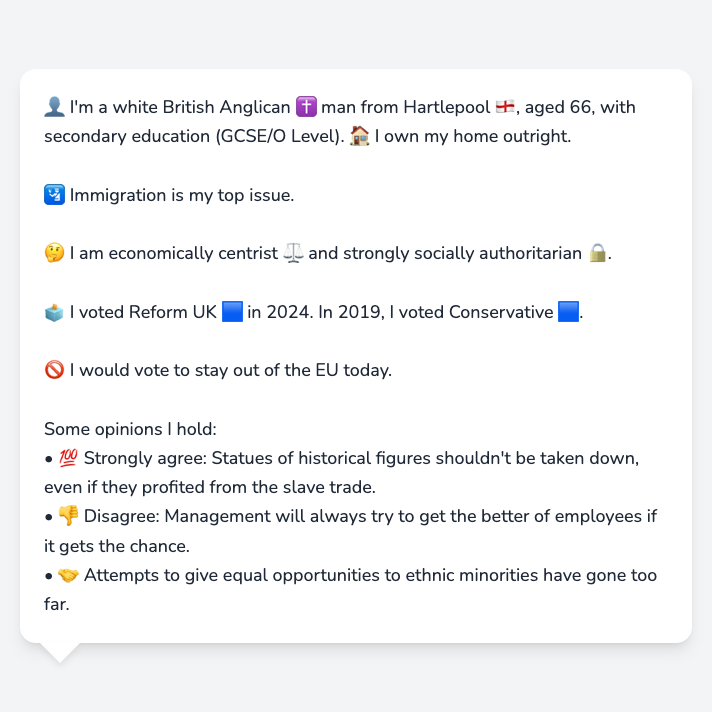 👤 I'm a white British Anglican ✝️ man from Hartlepool 🏴󠁧󠁢󠁥󠁮󠁧󠁿, aged 66, with
secondary education (GCSE/O Level). 🏠 I own my home outright.
🛂 Immigration is my top issue.
🤔 I am economically centrist ⚖️ and strongly socially authoritarian 🔒.
🗳️ I voted Reform UK 🟦 in 2024. In 2019, I voted Conservative 🟦.
🚫 I would vote to stay out of the EU today.
Some opinions I hold:
• 💯 Strongly agree: Statues of historical figures shouldn't be taken down,
even if they profited from the slave trade.
• 👎 Disagree: Management will always try to get the better of employees if
it gets the chance.
• 🤝 Attempts to give equal opportunities to ethnic minorities have gone too
far.